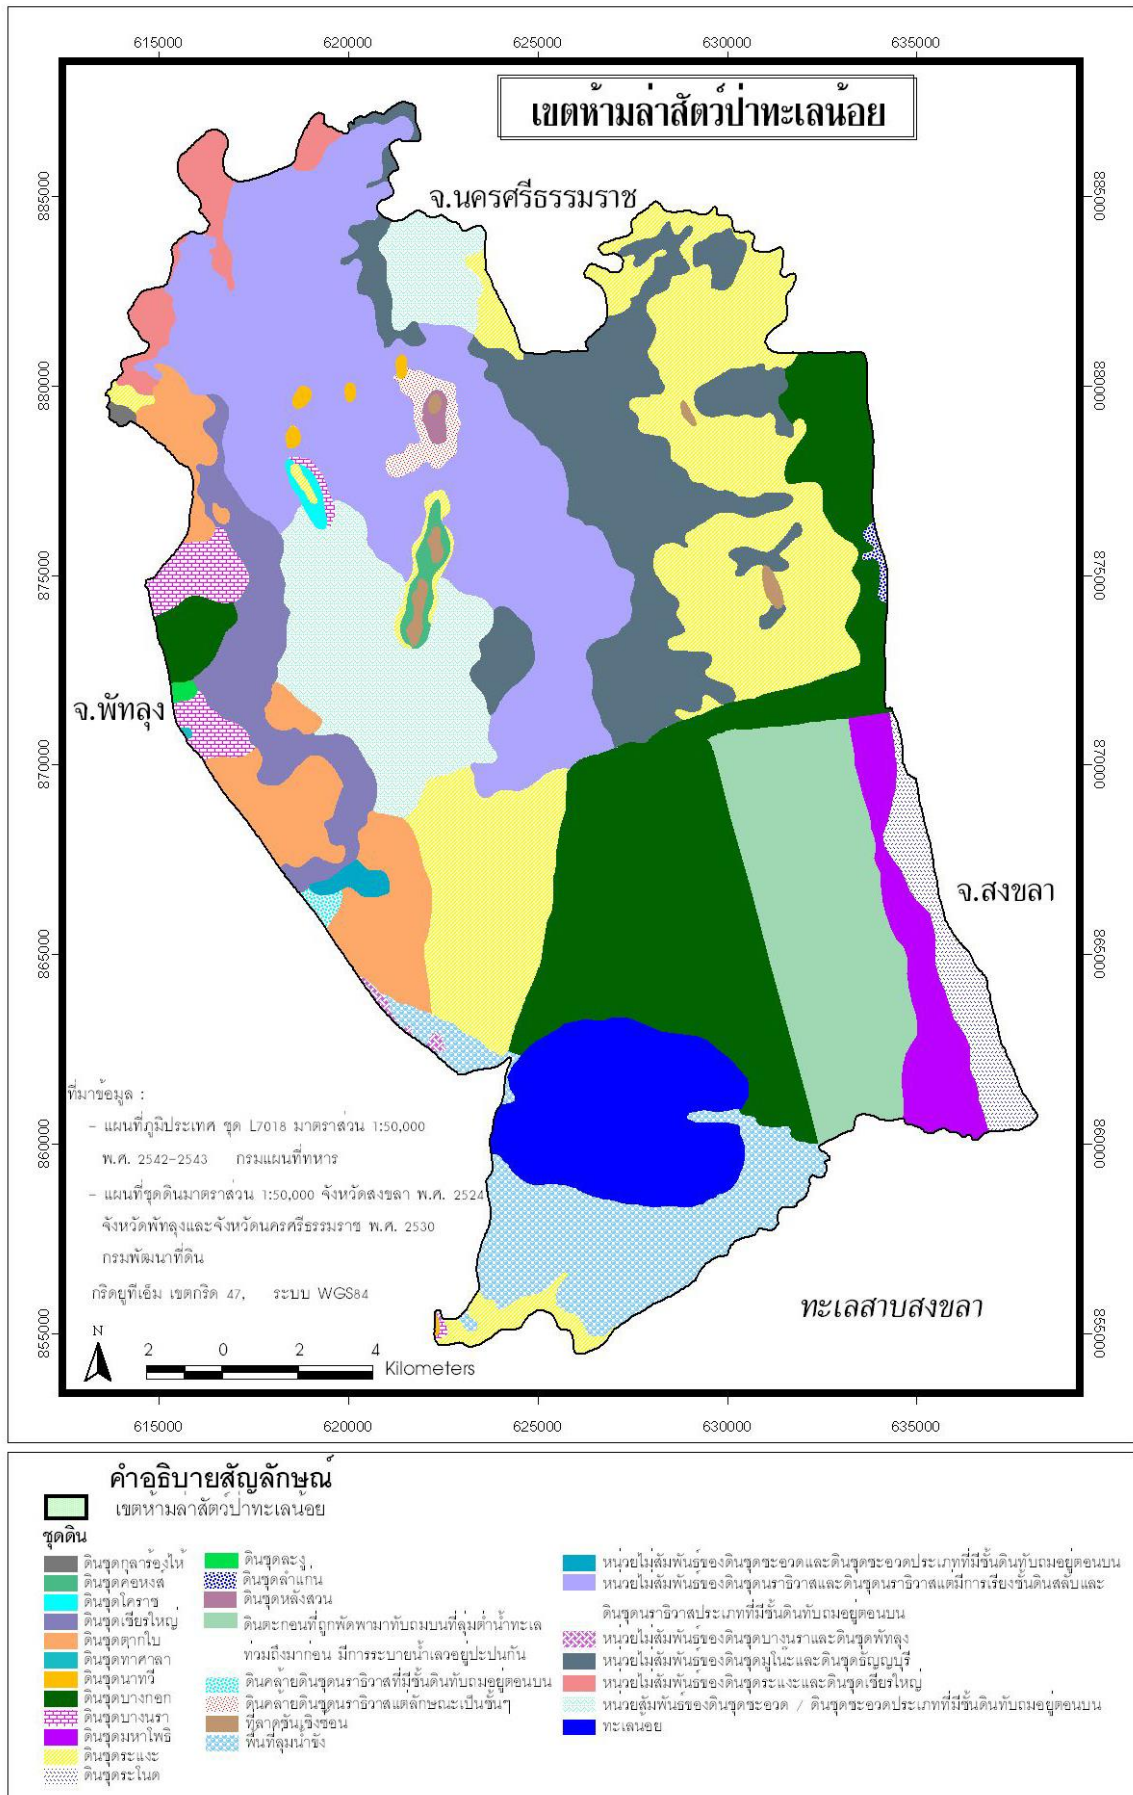 615000 620000 625000 630000 635000
เขตห้ามล่าสัตว์ป่าทะเลน้อย
จ.นครศรีธรรมราช
885000 885000
880000 880000
875000 875000
จ.พัทลุง
870000 870000
จ.สงขลา
865000 865000
ที่มาข้อมูล :
- แผนที่ภูมิประเทศ ชุด L7018 มาตราส่วน 1:50,000
พ.ศ. 2542-2543 กรมแผนที่ทหาร
860000 860000
- แผนที่ชุดดินมาตราส่วน 1:50,000 จังหวัดสงขลา พ.ศ. 2524
จังหวัดพัทลุงและจังหวัดนครศรีธรรมราช พ.ศ. 2530
กรมพัฒนาที่ดิน
กริดยูทีเอ็ม เขตกริด 47, ระบบ WGS84
ทะเลสาบสงขลา
855000 855000
N
2 0 2 4
Kilometers
615000 620000 625000 630000 635000
คำอธิบายสัญลักษณ์
เขตห้ามล่าสัตว์ป่าทะเลน้อย
ชุดดิน
ดินชุดกุลาร้องไห้
ดินชุดคอหงส์
ดินชุดโคราช
ดินชุดเชียรใหญ่
ดินชุดตากใบ
ดินชุดท่าศาลา
ดินชุดนาทวี
ดินชุดบางกอก
ดินชุดบางนรา
ดินชุดมหาโพธิ
ดินชุดระแงะ
ดินชุดระโนด
ดินชุดละงู
ดินชุดลำแก่น
ดินชุดหลังสวน
ดินตะกอนที่ถูกพัดพามาทับถมบนที่ลุ่มต่ำน้ำทะเล
ท่วมถึงมาก่อน มีการระบายน้ำเลวอยู่ปะปนกัน
ดินคล้ายดินชุดนราธิวาสที่มีชั้นดินทับถมอยู่ตอนบน
ดินคล้ายดินชุดนราธิวาสแต่ลักษณะเป็นชั้นๆ
ที่ลาดชันเชิงซ้อน
พื้นที่ลุ่มน้ำขัง
หน่วยไม่สัมพันธ์ของดินชุดชะอวดและดินชุดชะอวดประเภทที่มีชั้นดินทับถมอยู่ตอนบน
หน่วยไม่สัมพันธ์ของดินชุดนราธิวาสและดินชุดนราธิวาสแต่มีการเรียงชั้นดินสลับและ
ดินชุดนราธิวาสประเภทที่มีชั้นดินทับถมอยู่ตอนบน
หน่วยไม่สัมพันธ์ของดินชุดบางนราและดินชุดพัทลุง
หน่วยไม่สัมพันธ์ของดินชุดมูโนะและดินชุดธัญญบุรี
หน่วยไม่สัมพันธ์ของดินชุดระแงะและดินชุดเชียรใหญ่
หน่วยสัมพันธ์ของดินชุดชะอวด / ดินชุดชะอวดประเภทที่มีชั้นดินทับถมอยู่ตอนบน
ทะเลน้อย